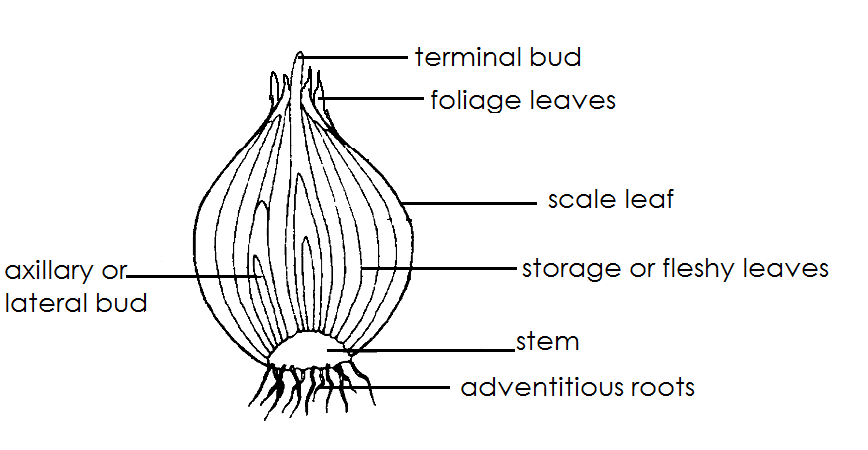 terminal bud
foliage leaves
scale leaf
axillary or
lateral bud
storage or fleshy leaves
stem
adventitious roots